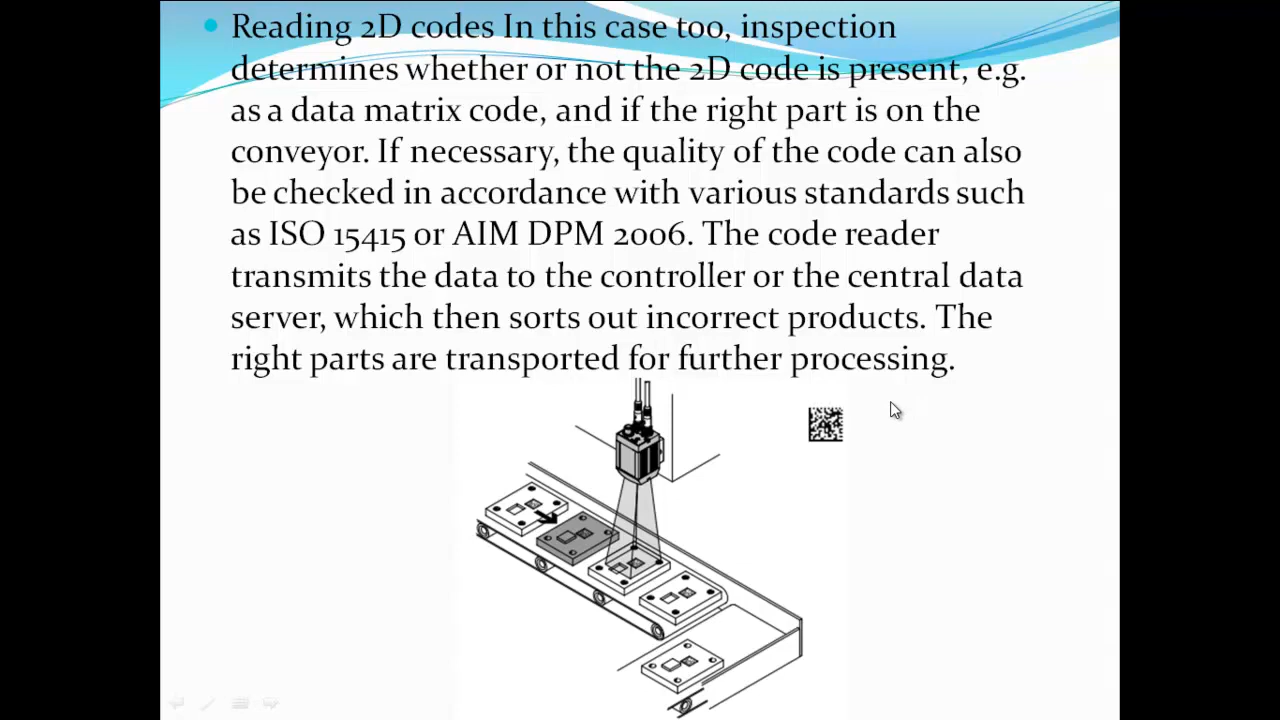 Reading 2D codes In this case too, inspection
determines whether or not the 2D code is present, e.g.
as a data matrix code, and if the right part is on the
conveyor. If necessary, the quality of the code can also
be checked in accordance with various standards such
as ISO 15415 or AIM DPM 2006. The code reader
transmits the data to the controller or the central data
server, which then sorts out incorrect products. The
right parts are transported for further processing.